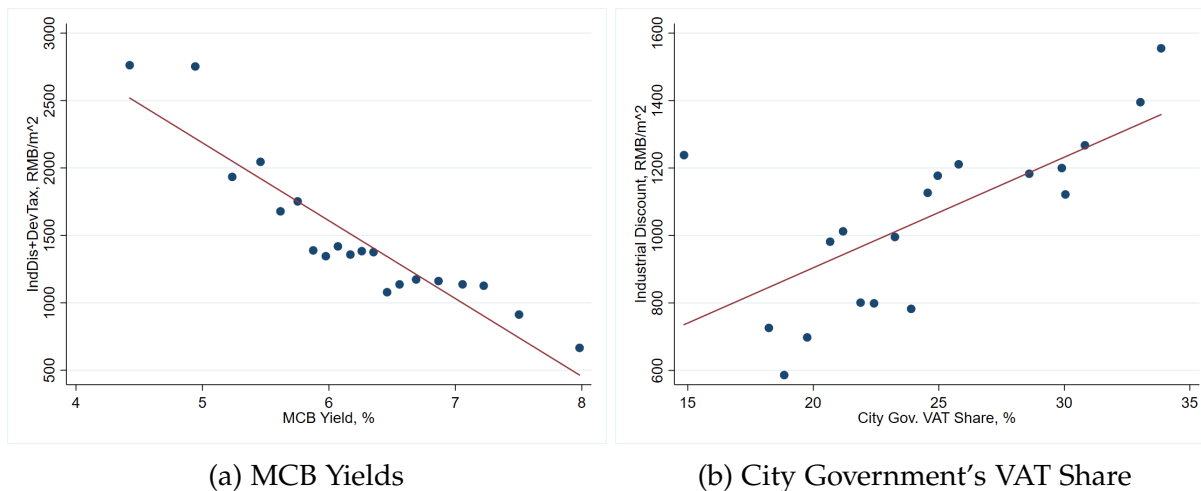 3000
2500
2000
1500
1000
500
IndDis+DevTax, RMB/m^2
4 5 6 7 8
MCB Yield, %
(a) MCB Yields
1600
1400
1200
1000
800
600
Industrial Discount, RMB/m^2
15 20 25 30 35
City Gov. VAT Share, %
(b) City Government's VAT Share